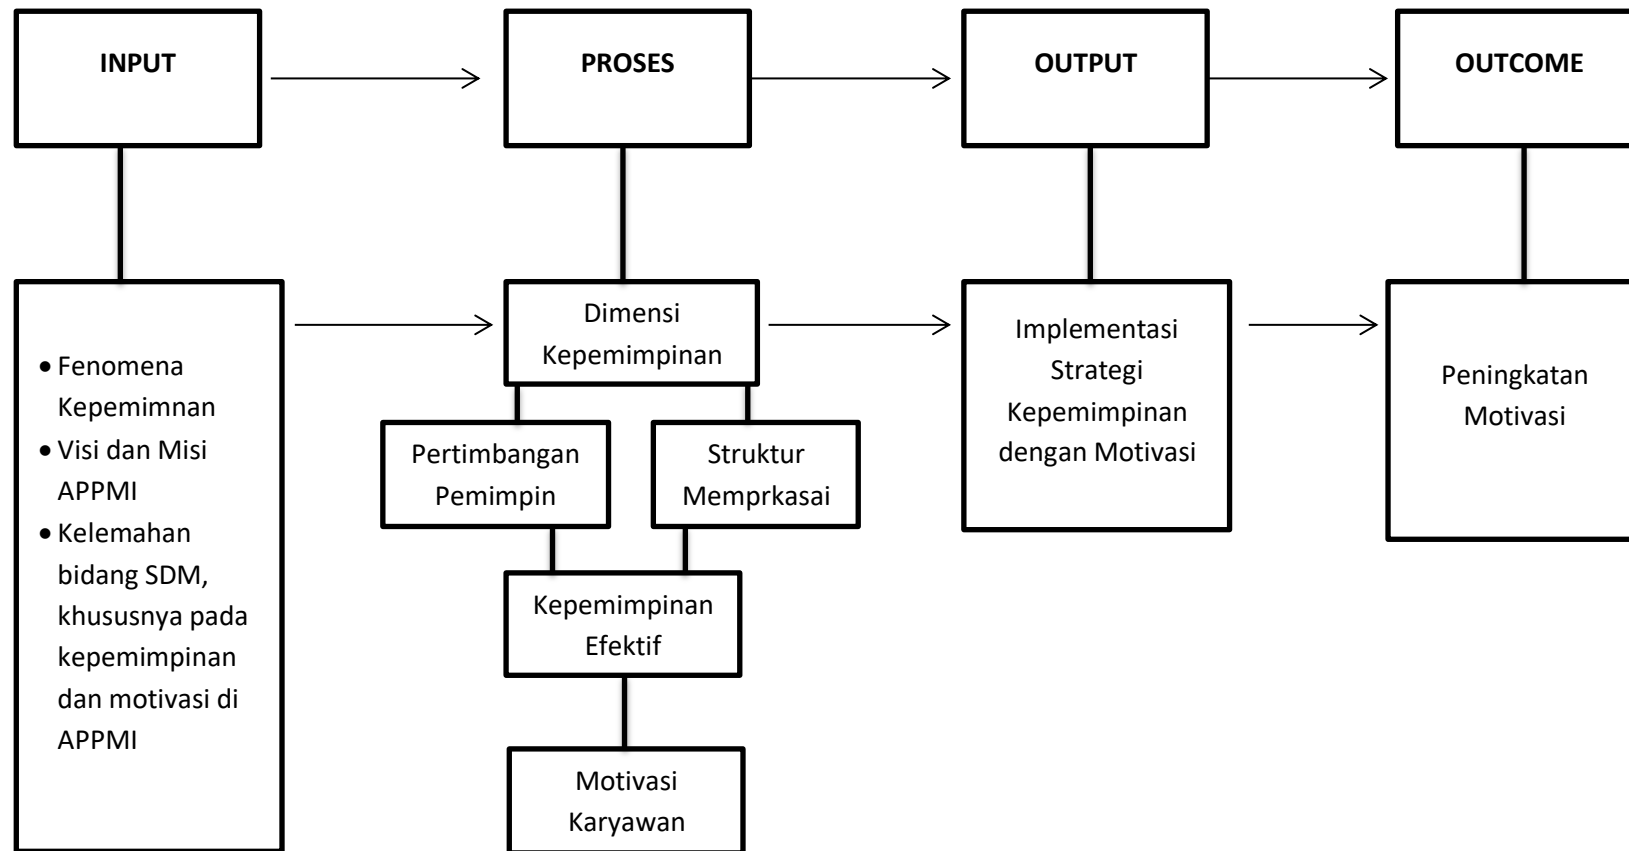 INPUT
PROSES
OUTPUT
OUTCOME
• Fenomena
Kepemimnan
• Visi dan Misi
APPMI
• Kelemahan
bidang SDM,
khususnya pada
kepemimpinan
dan motivasi di
APPMI
Dimensi
Kepemimpinan
Pertimbangan
Pemimpin
Struktur
Memprkasai
Kepemimpinan
Efektif
Motivasi
Karyawan
Implementasi
Strategi
Kepemimpinan
dengan Motivasi
Peningkatan
Motivasi